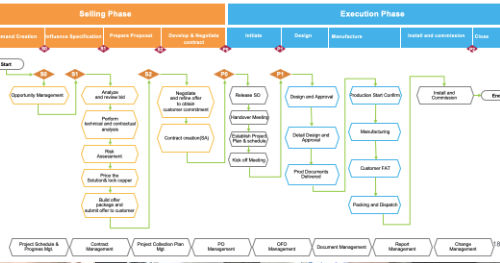 Selling Phase
Execution Phase
mand Creation
Influence Specification
Prepare Proposal
Develop & Negotiate
contract
Initiate
Design
Manufacture
Install and commission
Close
Start
S0
S1
S2
P0
P1
Opportunity Management
Analyze
and review bid
Perform
technical and contractual
analysis
Risk
Assessment
Price the
Solution& lock copper
Build offer
package and
submit offer to customer
Negotiate
and refine offer
to obtain
customer commitment
Contract creation(SA)
Release SO
Handover Meeting
Establish Project
Plan & schedule
Kick off Meeting
Design and Approval
Detail Design and
Approval
Prod Documents
Delivered
Production Start Confirm
Manufacturing
Customer FAT
Packing and Dispatch
Install and
Commission
En
Project Schedule &
Progress Mgt.
Contract
Management
Project Collection Plan
Mgt.
PO
Management
OFD
Management
Document Management
Report
Management
Change
Management